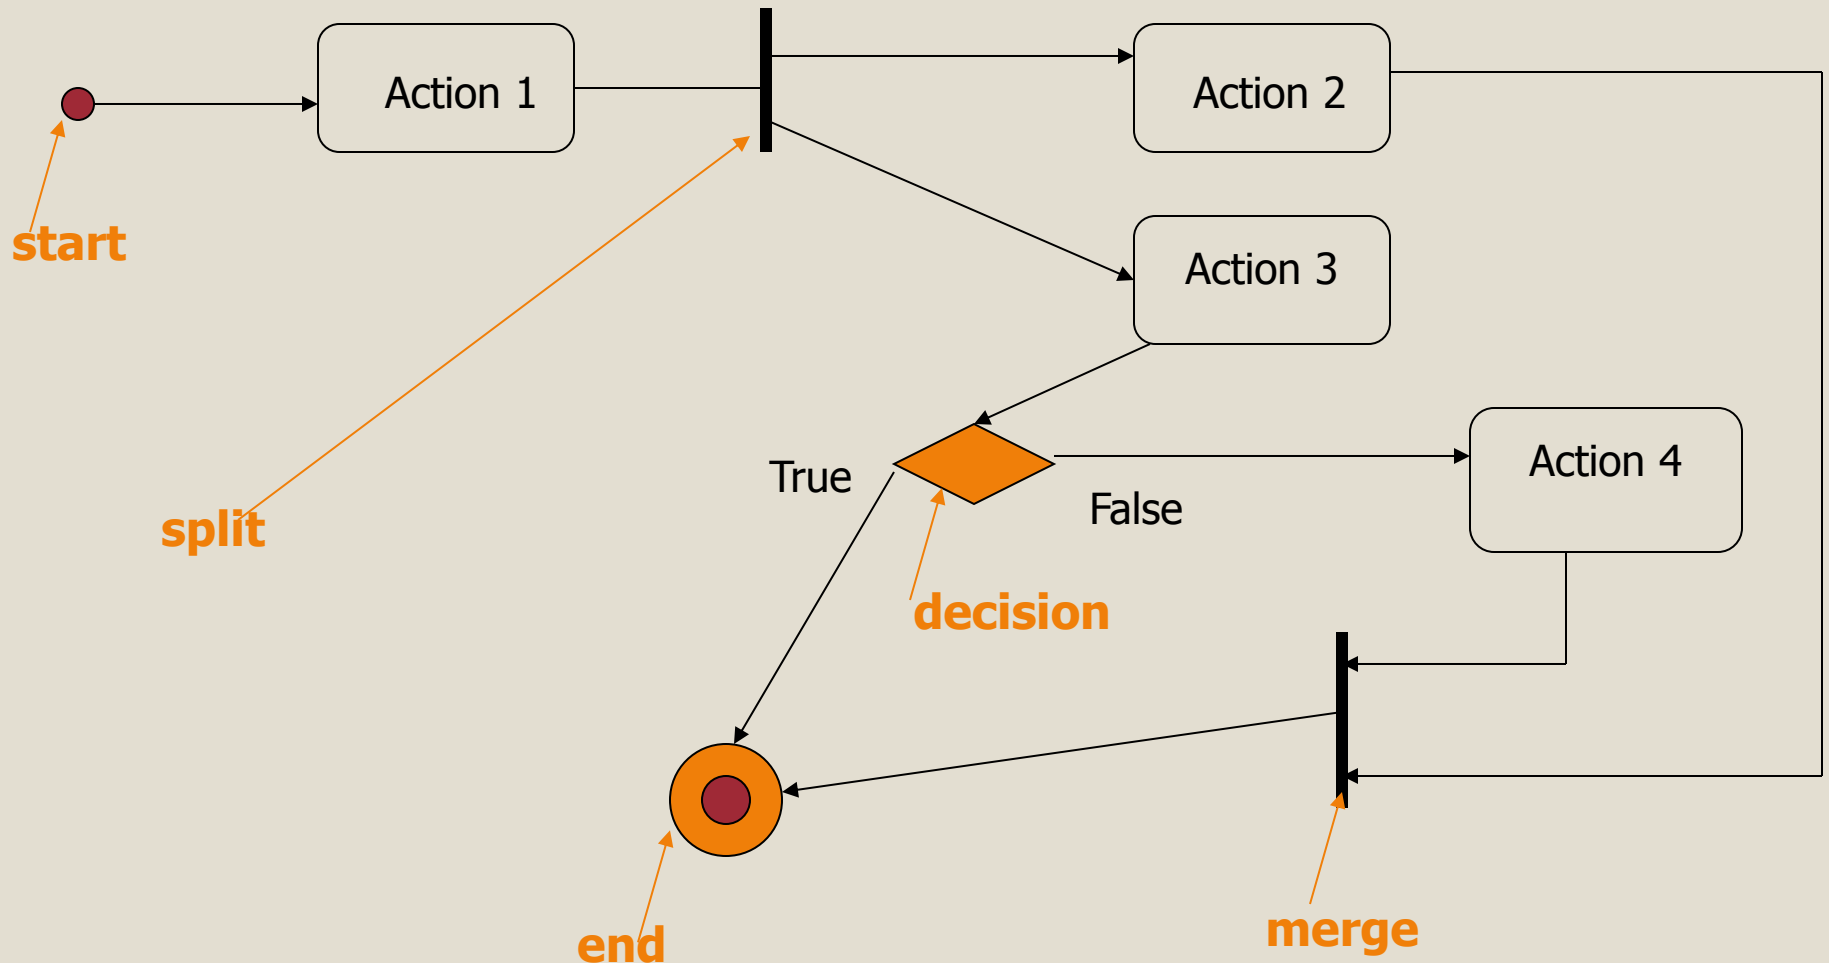 Action 1
Action 2
start
Action 3
True
False
Action 4
split
decision
end
merge